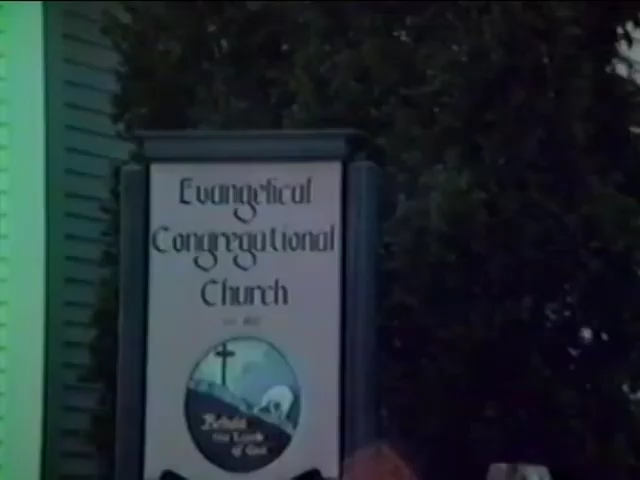 Evangelical
Congregational
Church
Behold
the Lamb
of God